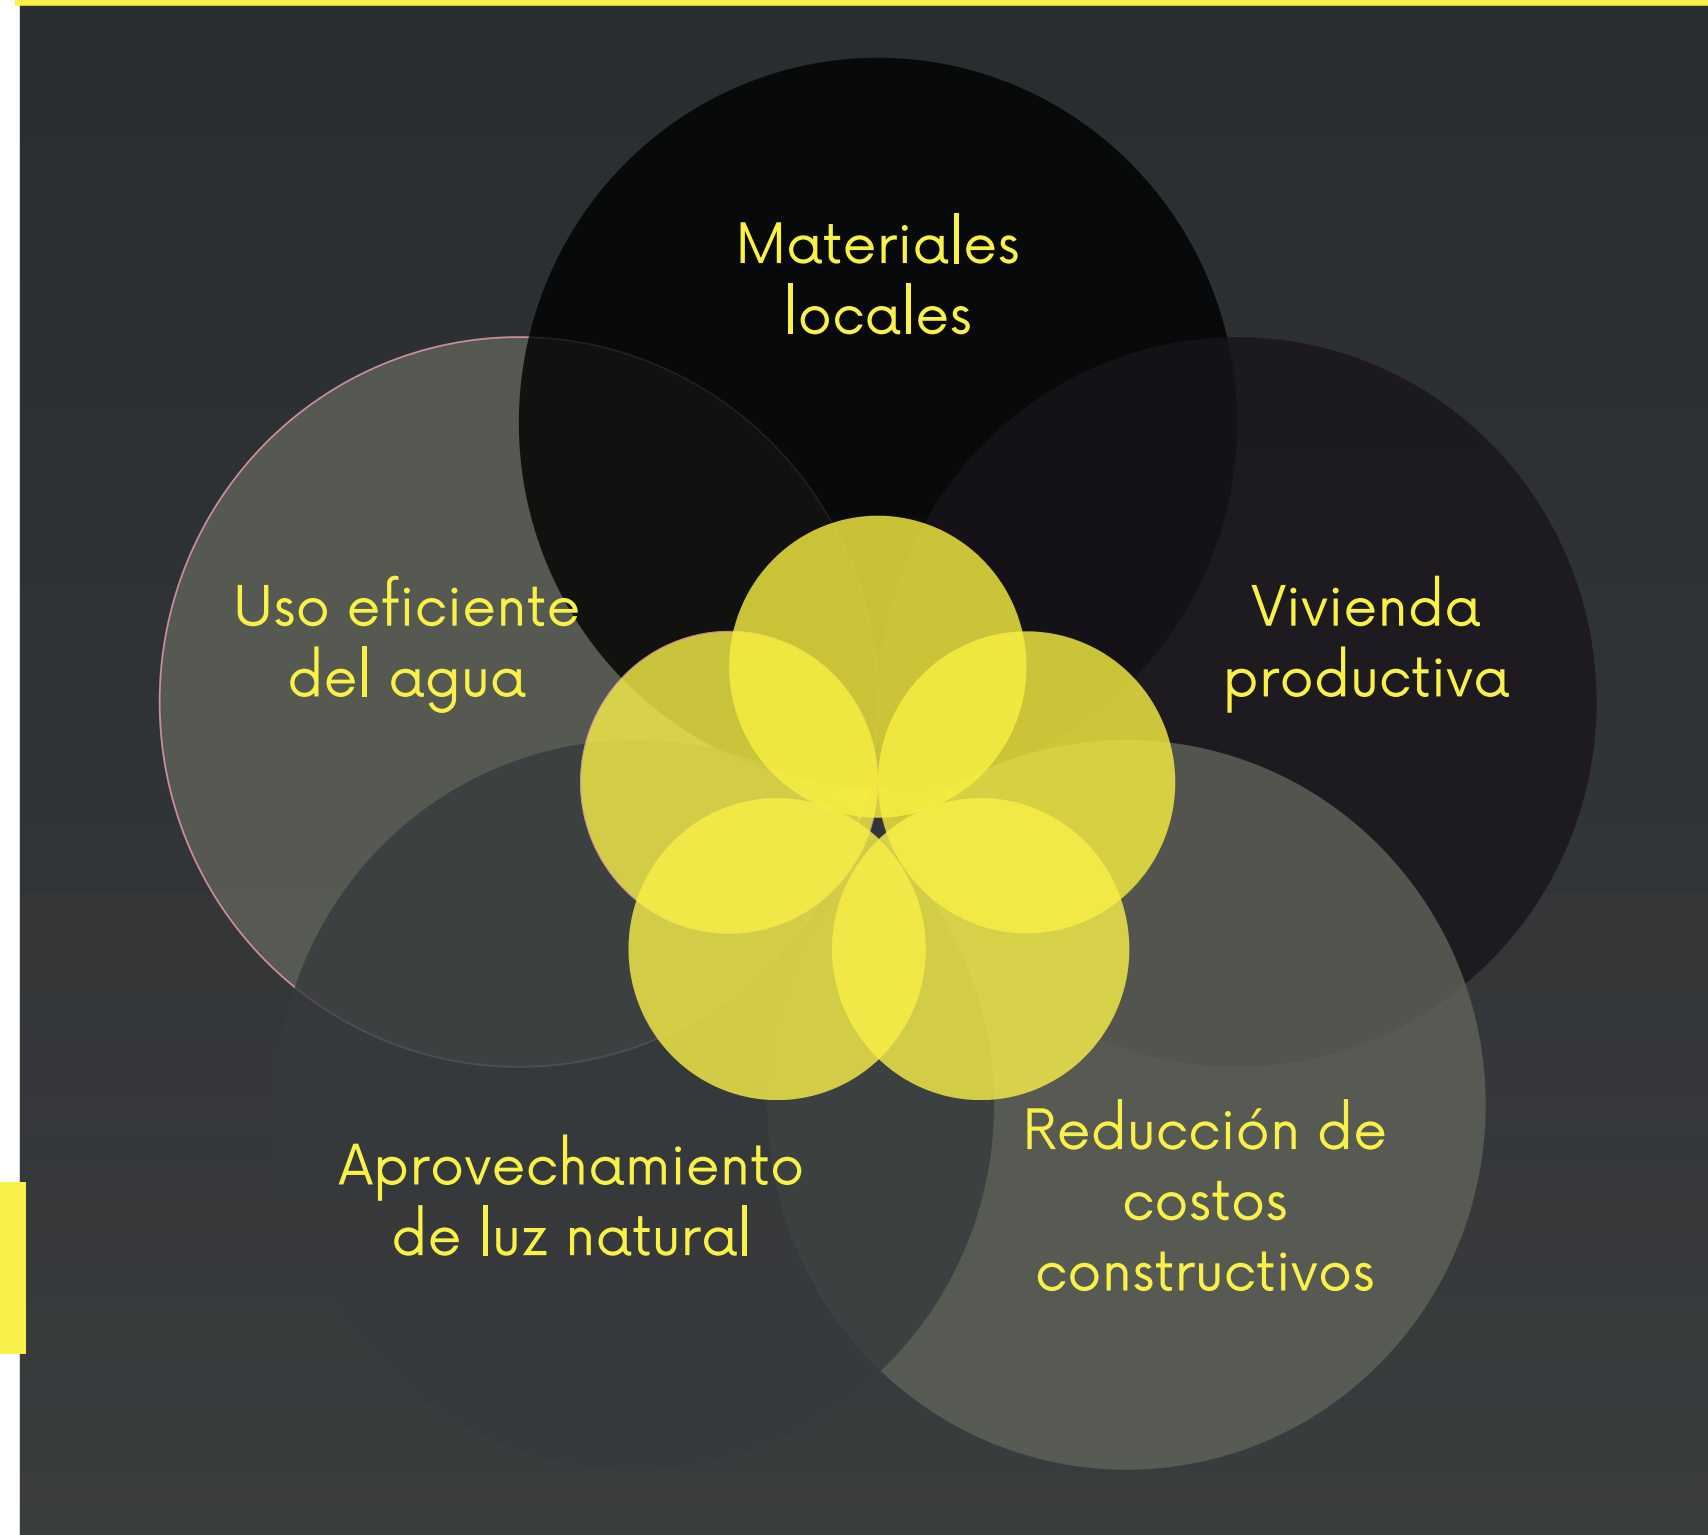 Materiales
locales
Uso eficiente
del agua
Vivienda
productiva
Aprovechamiento
de luz natural
Reducción de
costos
constructivos